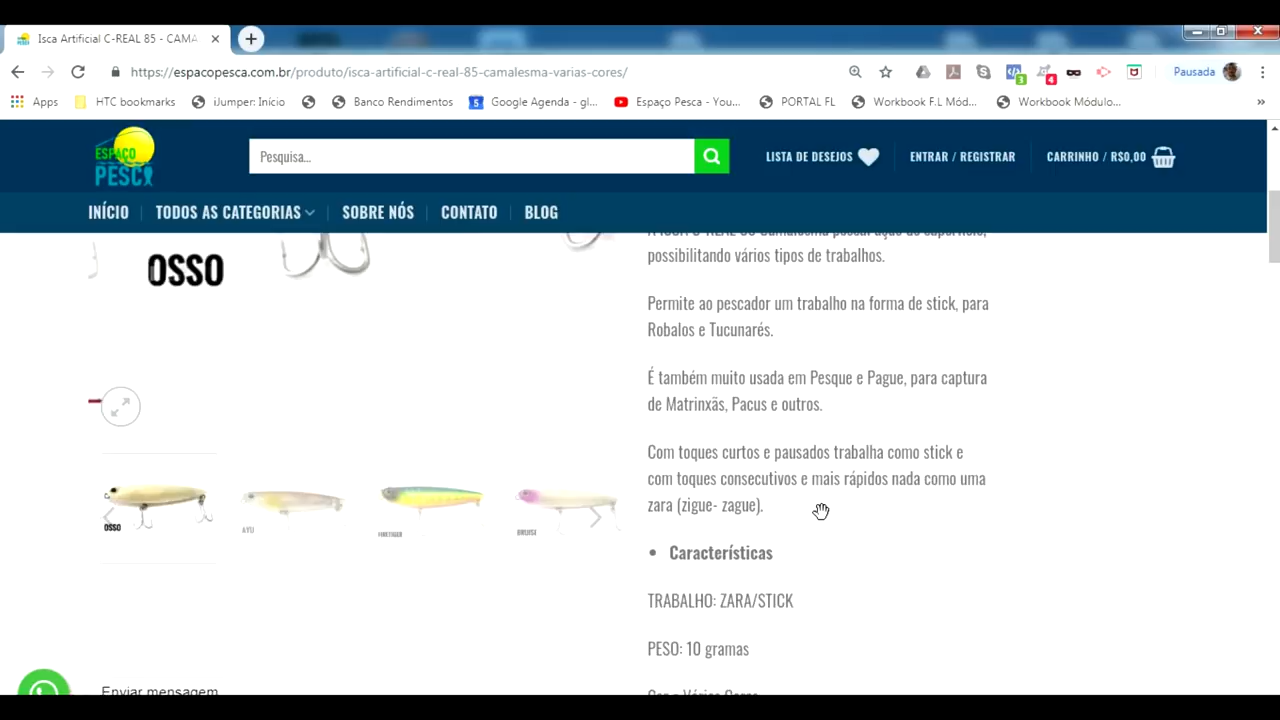 Isca Artificial C-REAL 85 - CAMA
https://espacopesca.com.br/produto/isca-artificial-c-real-85-camalesma-varias-cores/
3
4
Pausada
Apps
HTC bookmarks
iJumper: Início
Banco Rendimentos
5
Google Agenda - gl...
Espaço Pesca - You...
PORTAL FL
Workbook F.L Mód...
Workbook Módulo...
»
ESPAÇO
PESCA
Pesquisa...
LISTA DE DESEJOS
ENTRAR / REGISTRAR
CARRINHO / R$0,00
INÍCIO
TODOS AS CATEGORIAS
SOBRE NÓS
CONTATO
BLOG
OSSO
possibilitando vários tipos de trabalhos.
Permite ao pescador um trabalho na forma de stick, para
Robalos e Tucunarés.
É também muito usada em Pesque e Pague, para captura
de Matrinxãs, Pacus e outros.
Com toques curtos e pausados trabalha como stick e
com toques consecutivos e mais rápidos nada como uma
zara (zigue- zague).
OSSO
AYU
• Características
TRABALHO: ZARA/STICK
PESO: 10 gramas
Enviar mensagem